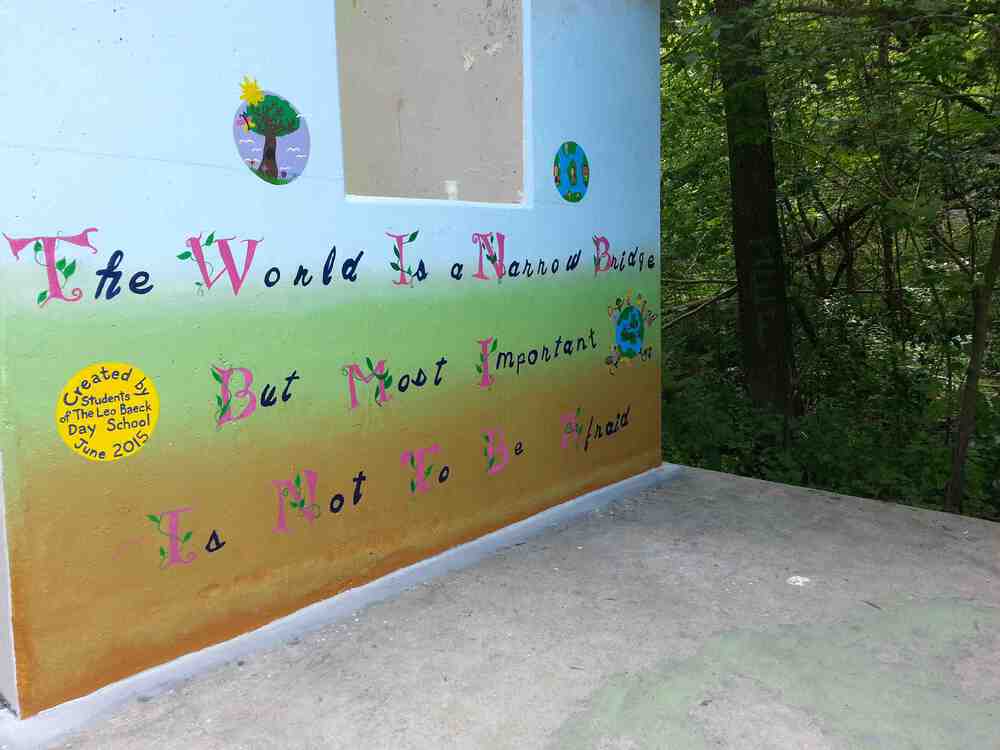 The World Is a Narrow Bridge
But Most Important
Is Not To Be Afraid
Created by
Students
of The Leo Baeck
Day School
June 2015